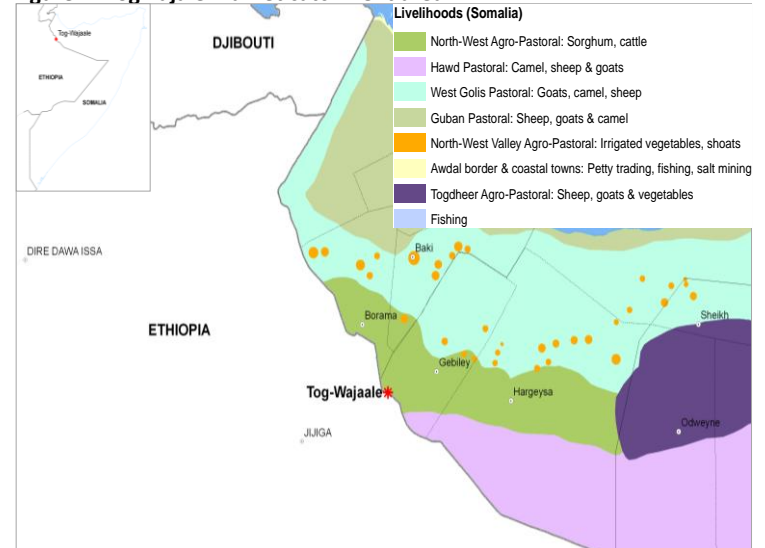 Livelihoods (Somalia)
North-West Agro-Pastoral: Sorghum, cattle
Hawd Pastoral: Camel, sheep & goats
West Golis Pastoral: Goats, camel, sheep
Guban Pastoral: Sheep, goats & camel
North-West Valley Agro-Pastoral: Irrigated vegetables, shoats
Awdal border & coastal towns: Petty trading, fishing, salt mining
Togdheer Agro-Pastoral: Sheep, goats & vegetables
Fishing
Tog-Wajaale
ETHIOPIA
SOMALIA
DJIBOUTI
DIRE DAWA ISSA
Baki
ETHIOPIA
Borama
Sheikh
Gebiley
Tog-Wajaale
Hargeysa
JIJIGA
Odweyne